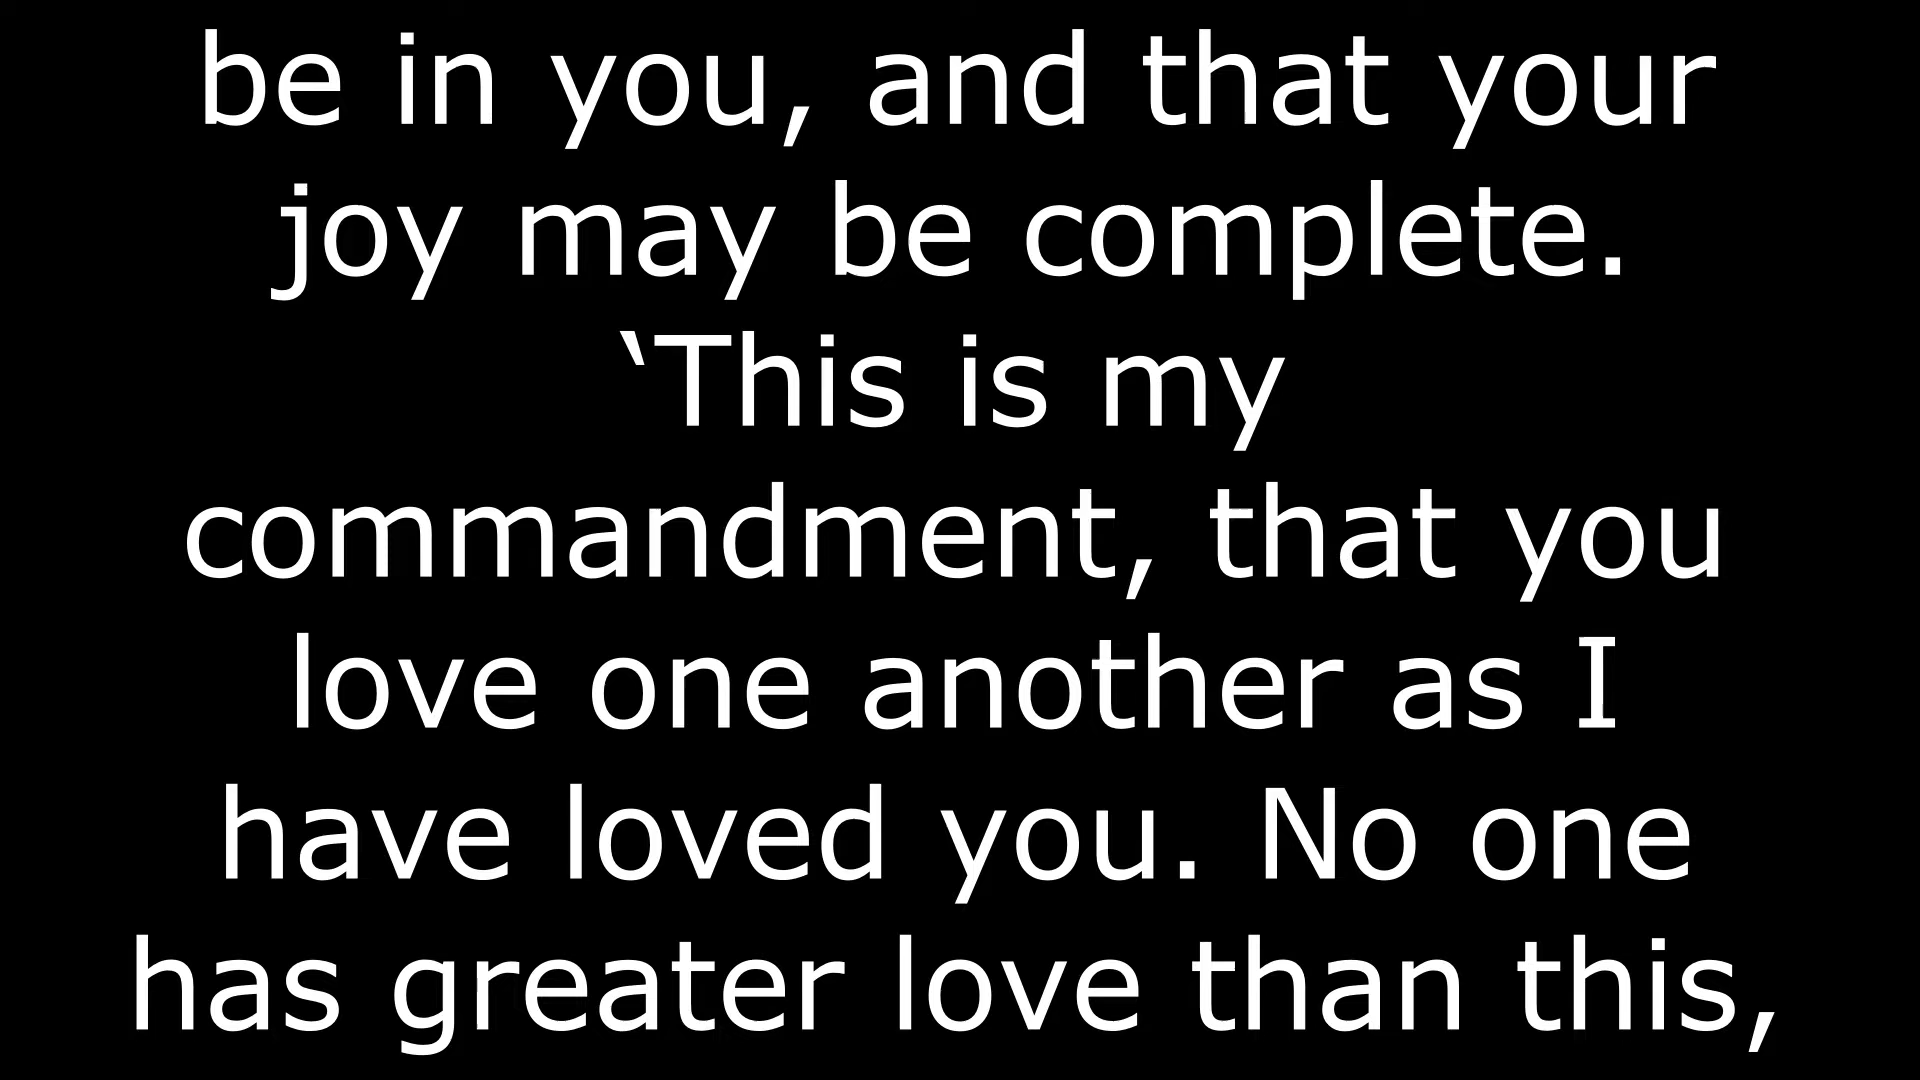 be in you, and that your
joy may be complete.
‘This is my
commandment, that you
love one another as I
have loved you. No one
has greater love than this,